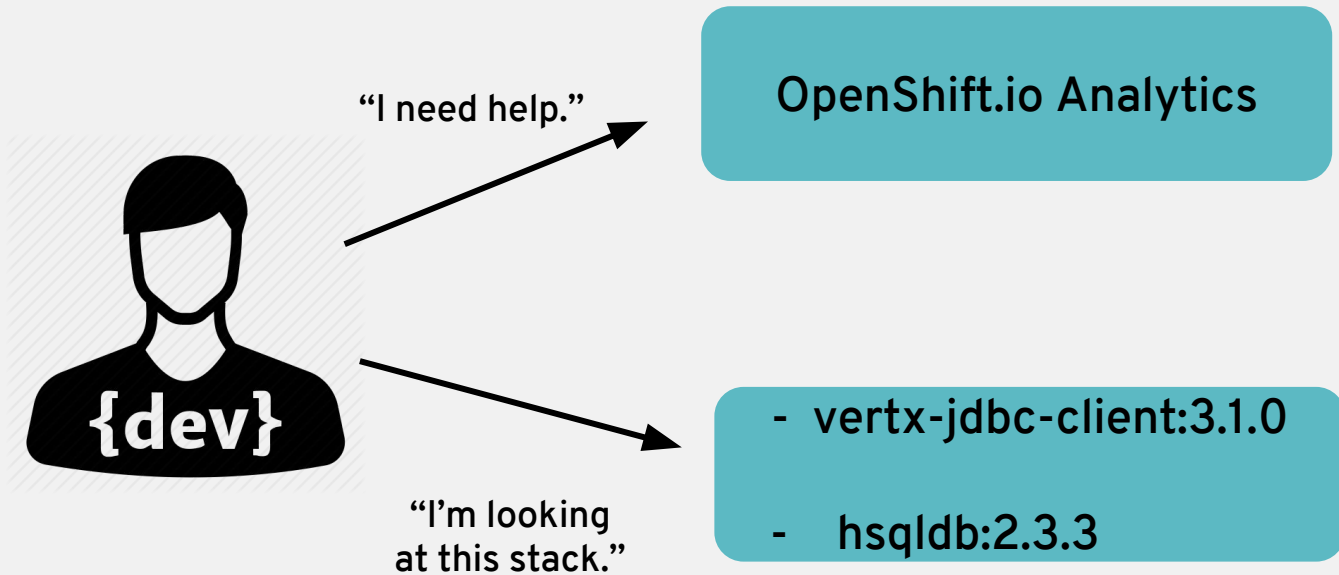 OpenShift.io Analytics
“I need help.”
{dev}
- vertx-jdbc-client:3.1.0
- hsqldb:2.3.3
“I’m looking
at this stack.”